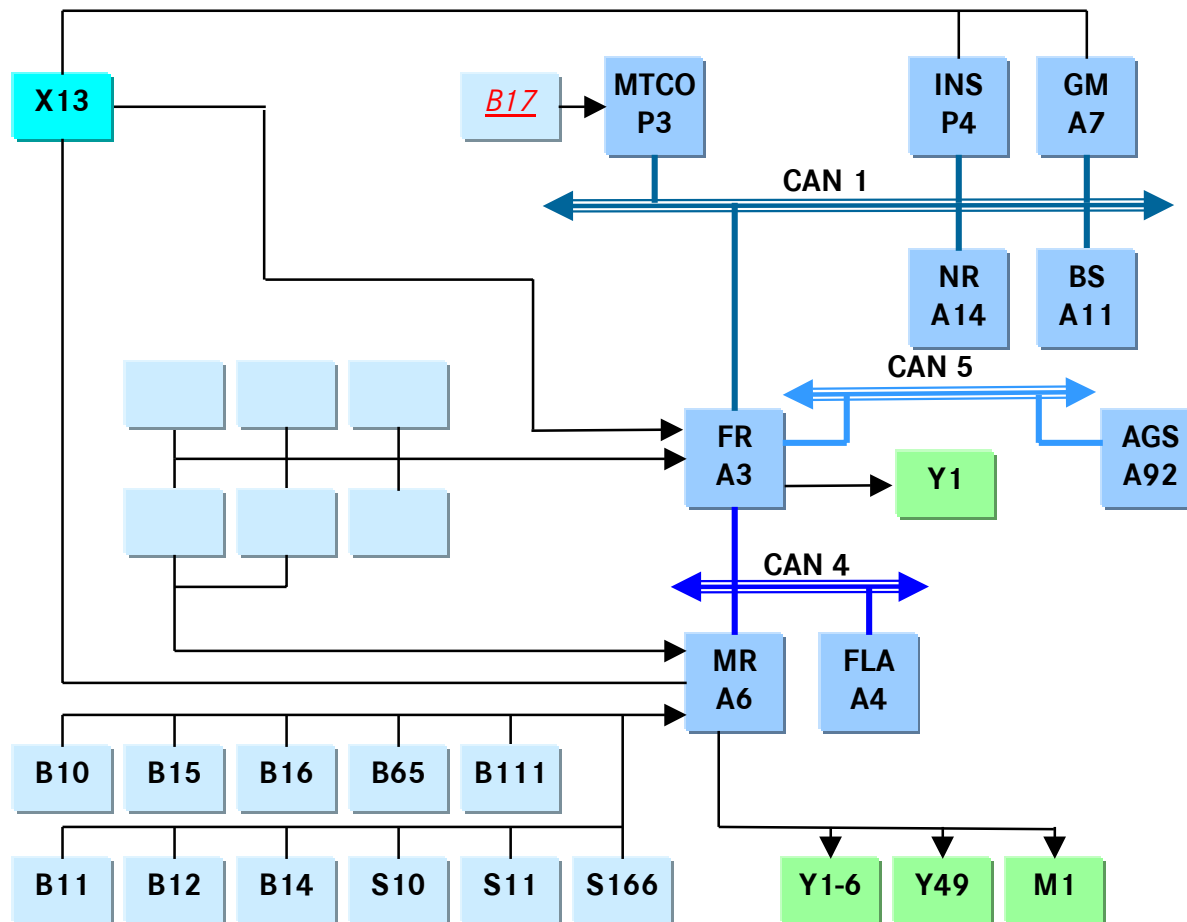 X13
B17
MTCO
P3
INS
P4
GM
A7
CAN 1
NR
A14
BS
A11
CAN 5
FR
A3
AGS
A92
Y1
CAN 4
MR
A6
FLA
A4
B10
B15
B16
B65
B111
B11
B12
B14
S10
S11
S166
Y1-6
Y49
M1